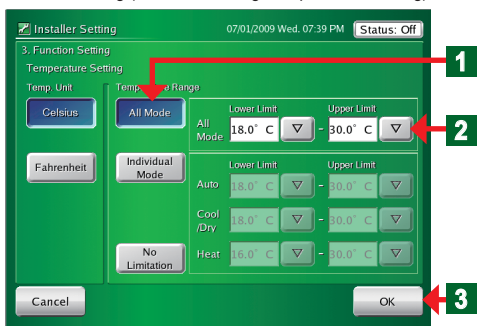 Installer Setting
07/01/2009 Wed. 07:39 PM
Status: Off
3. Function Setting
Temperature Setting
Temp. Unit
Temperature Range
Celsius
Fahrenheit
All Mode
Individual
Mode
No
Limitation
Lower Limit Upper Limit
All
Mode 18.0° C ▽ - 30.0° C ▽
Lower Limit Upper Limit
Auto 18.0° C ▽ - 30.0° C ▽
Cool
/Dry 18.0° C ▽ - 30.0° C ▽
Heat 16.0° C ▽ - 30.0° C ▽
Cancel
OK
1
2
3